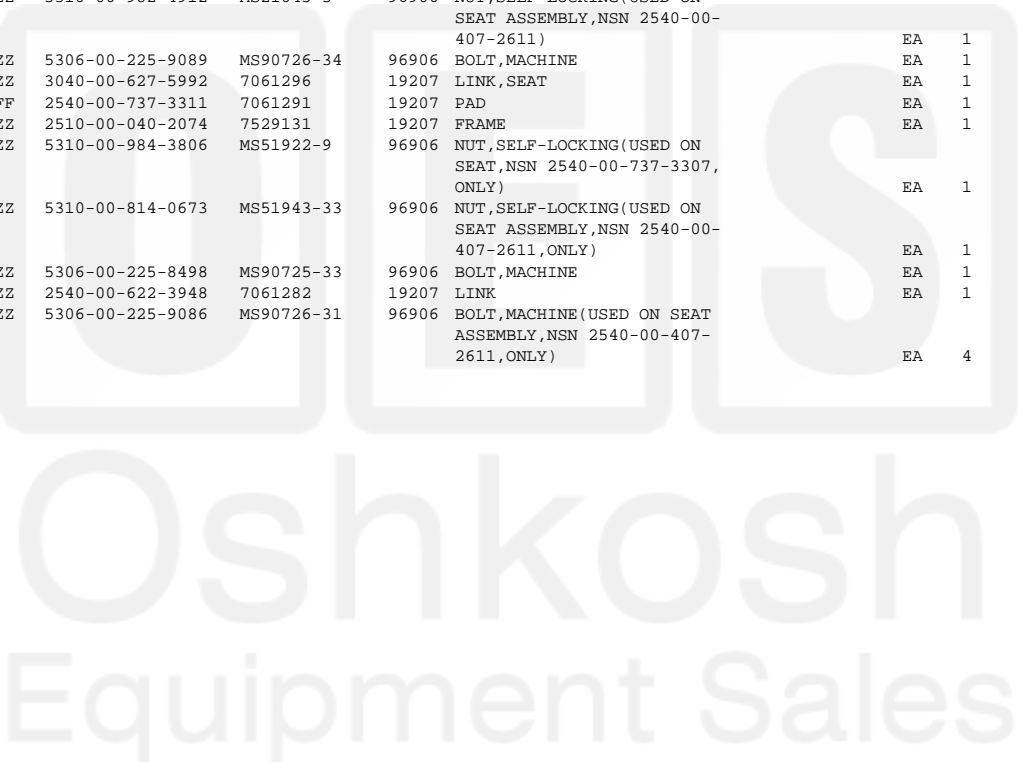 SEAT ASSEMBLY,NSN 2540-00-
407-2611) EA 1
ZZ 5306-00-225-9089 MS90726-34 96906 BOLT,MACHINE EA 1
ZZ 3040-00-627-5992 7061296 19207 LINK,SEAT EA 1
FF 2540-00-737-3311 7061291 19207 PAD EA 1
ZZ 2510-00-040-2074 7529131 19207 FRAME EA 1
ZZ 5310-00-984-3806 MS51922-9 96906 NUT,SELF-LOCKING(USED ON
SEAT,NSN 2540-00-737-3307,
ONLY) EA 1
ZZ 5310-00-814-0673 MS51943-33 96906 NUT,SELF-LOCKING(USED ON
SEAT ASSEMBLY,NSN 2540-00-
407-2611,ONLY) EA 1
ZZ 5306-00-225-8498 MS90725-33 96906 BOLT,MACHINE EA 1
ZZ 2540-00-622-3948 7061282 19207 LINK EA 1
ZZ 5306-00-225-9086 MS90726-31 96906 BOLT,MACHINE(USED ON SEAT
ASSEMBLY,NSN 2540-00-407-
2611,ONLY) EA 4
OES
Oshkosh
Equipment Sales